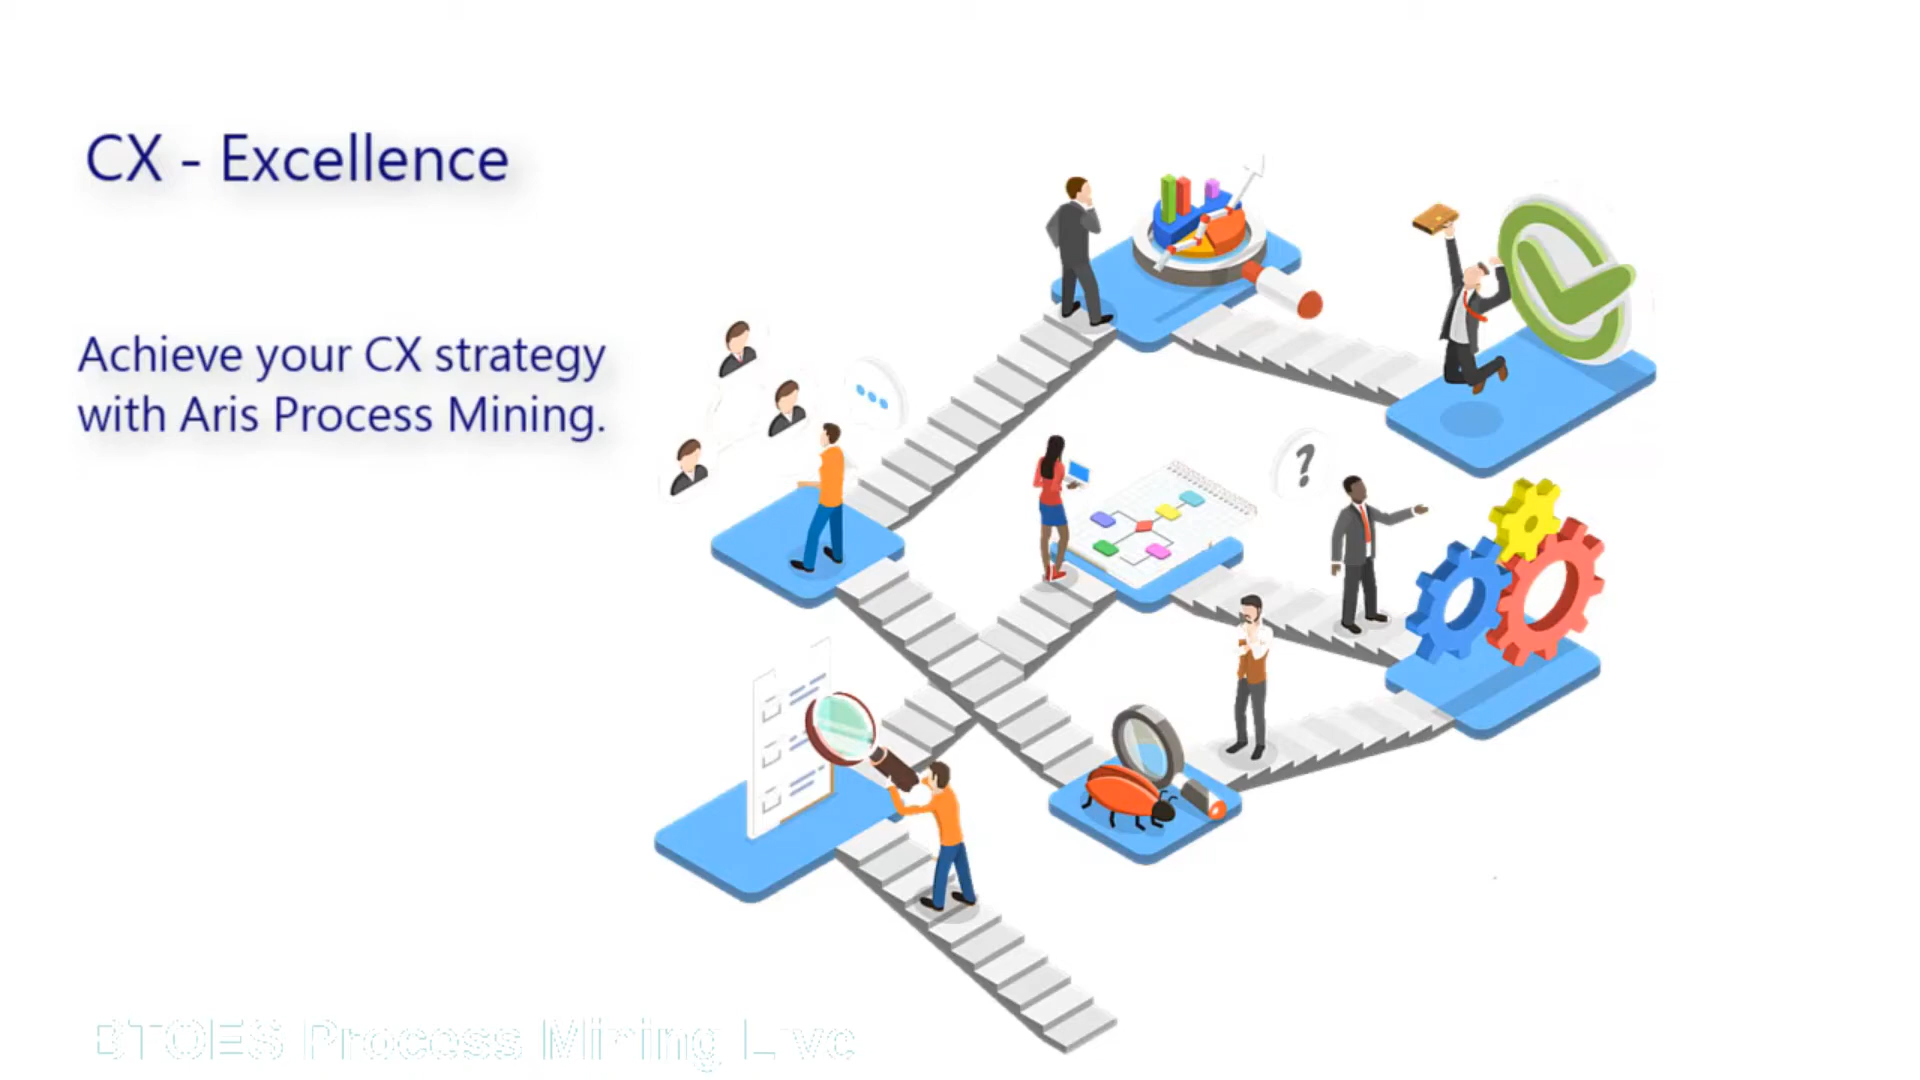 CX - Excellence
Achieve your CX strategy
with Aris Process Mining.
?
BTOES Process Mining Live